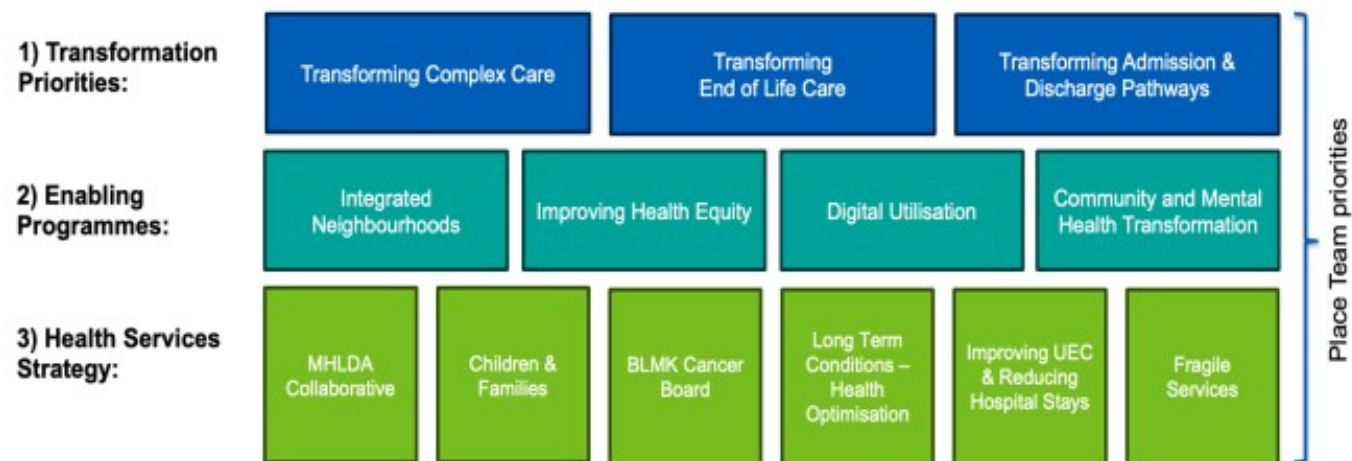 1) Transformation
Priorities:
Transforming Complex Care
Transforming
End of Life Care
Transforming Admission &
Discharge Pathways
2) Enabling
Programmes:
Integrated
Neighbourhoods
Improving Health Equity
Digital Utilisation
Community and Mental
Health Transformation
3) Health Services
Strategy:
MHLDA
Collaborative
Children &
Families
BLMK Cancer
Board
Long Term
Conditions –
Health
Optimisation
Improving UEC
& Reducing
Hospital Stays
Fragile
Services
Place Team priorities